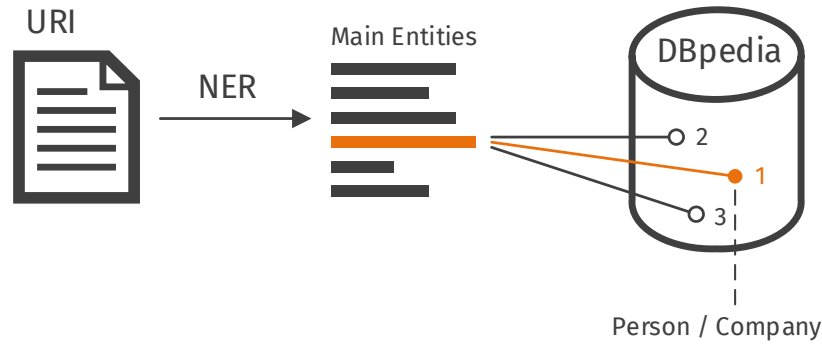 URI
NER
Main Entities
DBpedia
2
1
3
Person / Company